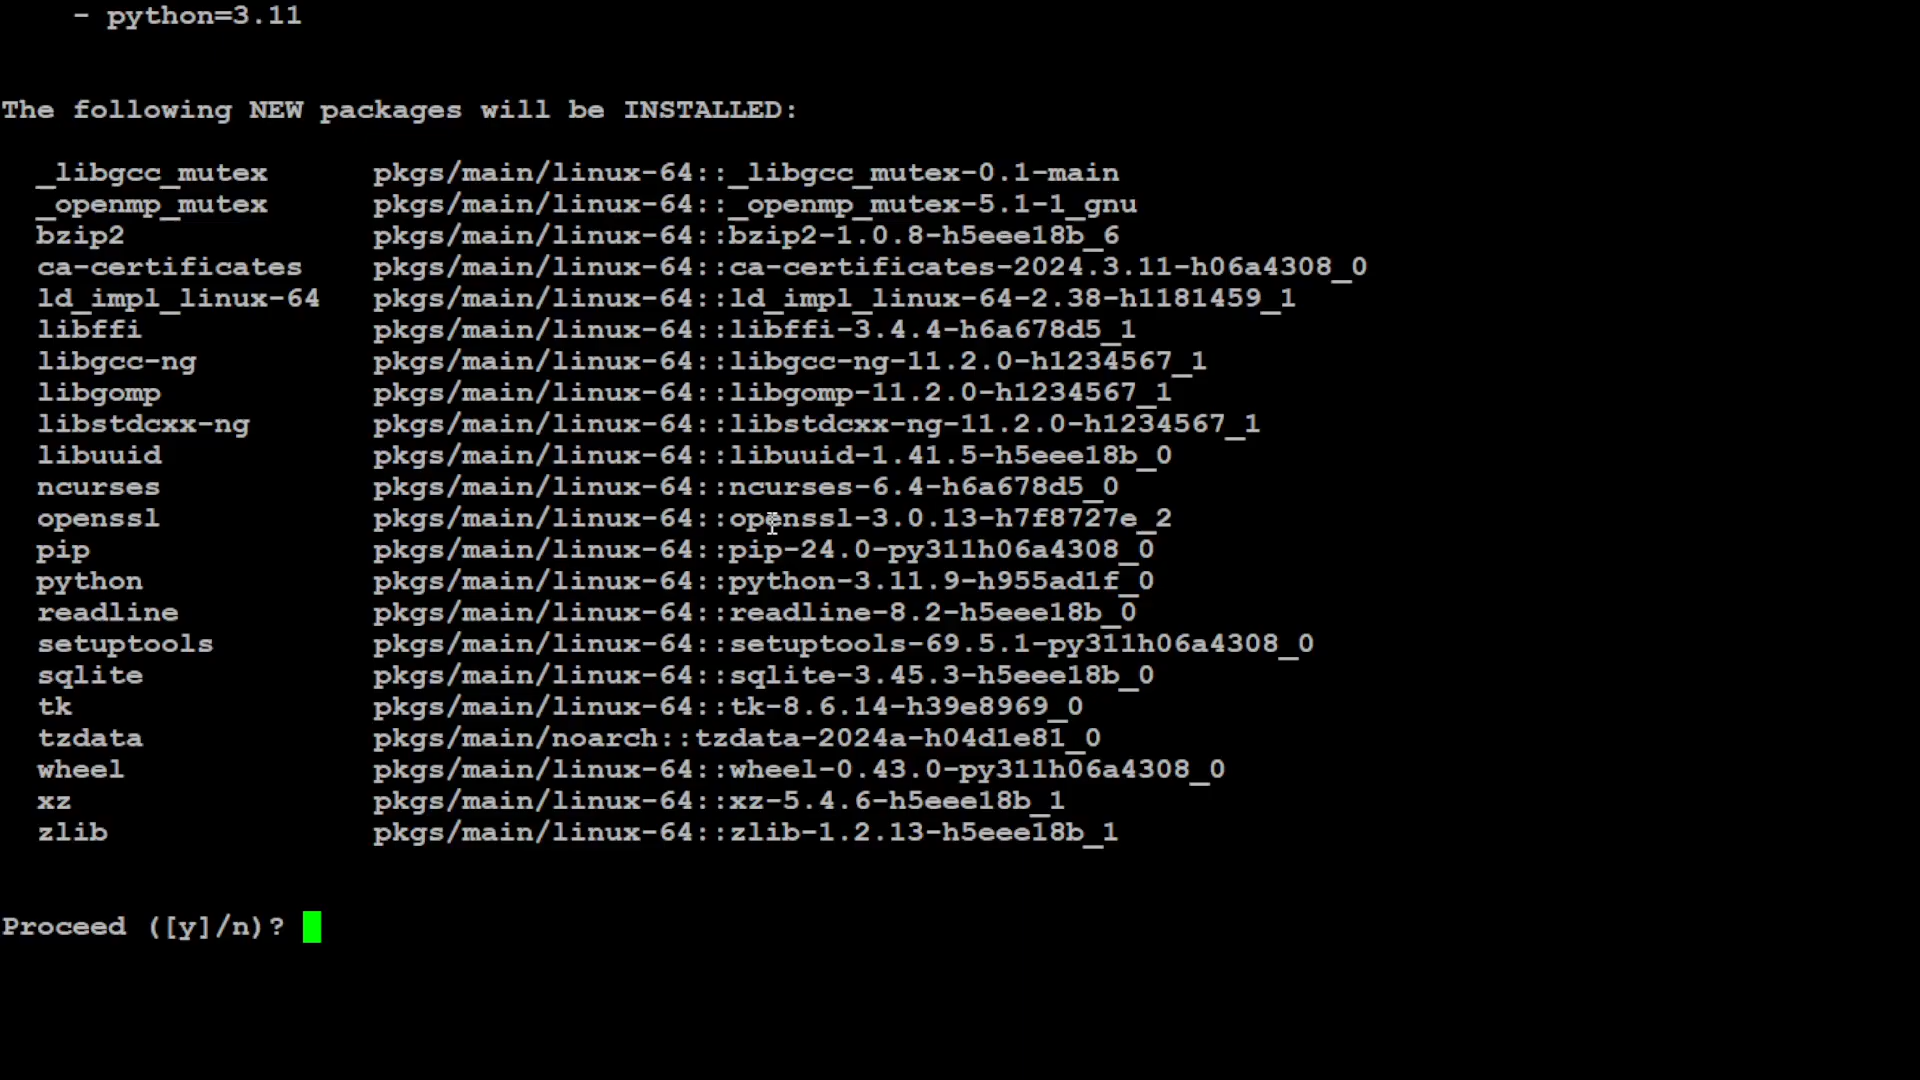 - python=3.11
The following NEW packages will be INSTALLED:
_libgcc_mutex pkgs/main/linux-64::_libgcc_mutex-0.1-main
_openmp_mutex pkgs/main/linux-64::_openmp_mutex-5.1-1_gnu
bzip2 pkgs/main/linux-64::bzip2-1.0.8-h5eee18b_6
ca-certificates pkgs/main/linux-64::ca-certificates-2024.3.11-h06a4308_0
ld_impl_linux-64 pkgs/main/linux-64::ld_impl_linux-64-2.38-h1181459_1
libffi pkgs/main/linux-64::libffi-3.4.4-h6a678d5_1
libgcc-ng pkgs/main/linux-64::libgcc-ng-11.2.0-h1234567_1
libgomp pkgs/main/linux-64::libgomp-11.2.0-h1234567_1
libstdcxx-ng pkgs/main/linux-64::libstdcxx-ng-11.2.0-h1234567_1
libuuid pkgs/main/linux-64::libuuid-1.41.5-h5eee18b_0
ncurses pkgs/main/linux-64::ncurses-6.4-h6a678d5_0
openssl pkgs/main/linux-64::openssl-3.0.13-h7f8727e_2
pip pkgs/main/linux-64::pip-24.0-py311h06a4308_0
python pkgs/main/linux-64::python-3.11.9-h955ad1f_0
readline pkgs/main/linux-64::readline-8.2-h5eee18b_0
setuptools pkgs/main/linux-64::setuptools-69.5.1-py311h06a4308_0
sqlite pkgs/main/linux-64::sqlite-3.45.3-h5eee18b_0
tk pkgs/main/linux-64::tk-8.6.14-h39e8969_0
tzdata pkgs/main/noarch::tzdata-2024a-h04d1e81_0
wheel pkgs/main/linux-64::wheel-0.43.0-py311h06a4308_0
xz pkgs/main/linux-64::xz-5.4.6-h5eee18b_1
zlib pkgs/main/linux-64::zlib-1.2.13-h5eee18b_1
Proceed ([y]/n)?